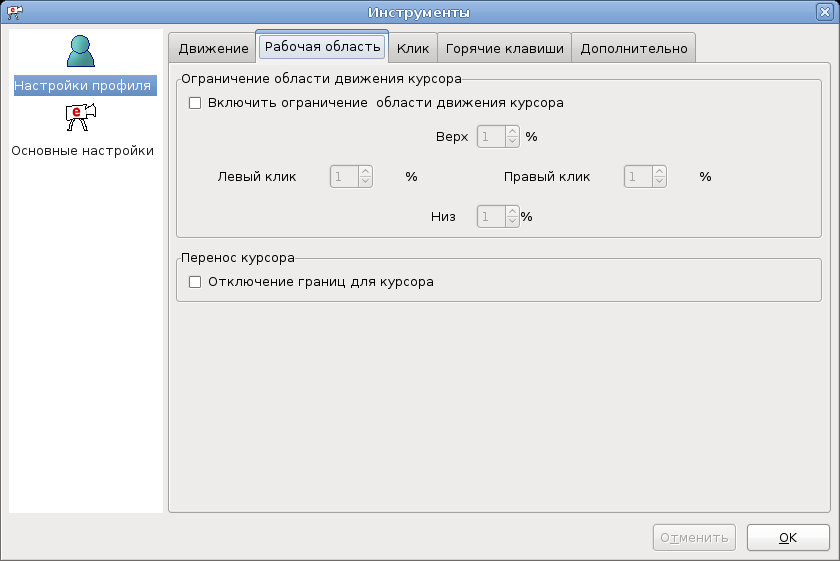 Инструменты
Настройки профиля
e
Основные настройки
Движение Рабочая область Клик Горячие клавиши Дополнительно
Ограничение области движения курсора
Включить ограничение области движения курсора
Верх 1 %
Левый клик 1 % Правый клик 1 %
Низ 1 %
Перенос курсора
Отключение границ для курсора
Отменить OK